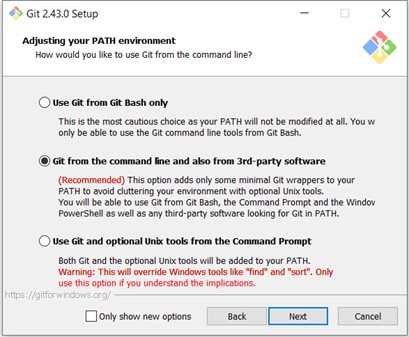 Git 2.43.0 Setup
Adjusting your PATH environment
How would you like to use Git from the command line?
Use Git from Git Bash only
This is the most cautious choice as your PATH will not be modified at all. You w
only be able to use the Git command line tools from Git Bash.
Git from the command line and also from 3rd-party software
(Recommended) This option adds only some minimal Git wrappers to your
PATH to avoid cluttering your environment with optional Unix tools.
You will be able to use Git from Git Bash, the Command Prompt and the Window
PowerShell as well as any third-party software looking for Git in PATH.
Use Git and optional Unix tools from the Command Prompt
Both Git and the optional Unix tools will be added to your PATH.
Warning: This will override Windows tools like "find" and "sort". Only
use this option if you understand the implications.
https://gitforwindows.org/
Only show new options
Back
Next
Cancel